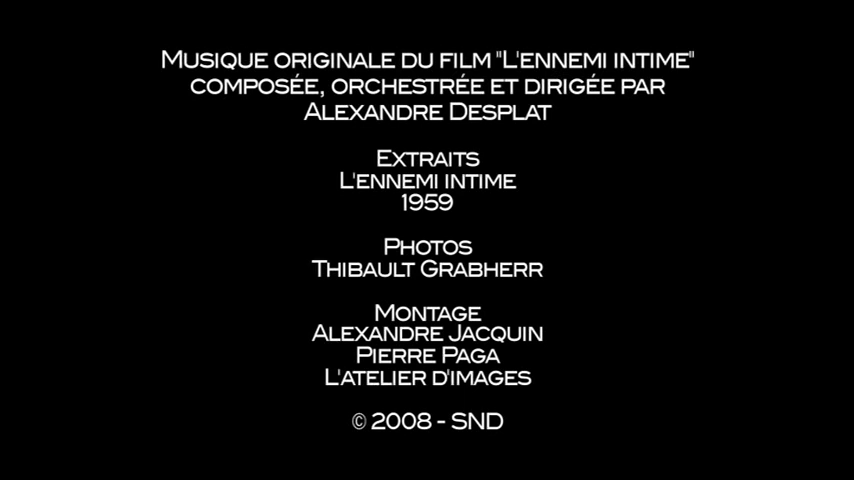 Musique originale du film "L'ennemi intime"
composée, orchestrée et dirigée par
Alexandre Desplat
Extraits
L'ennemi intime
1959
Photos
Thibault Grabherr
Montage
Alexandre Jacquin
Pierre Paga
L'atelier d'images
© 2008 - SND